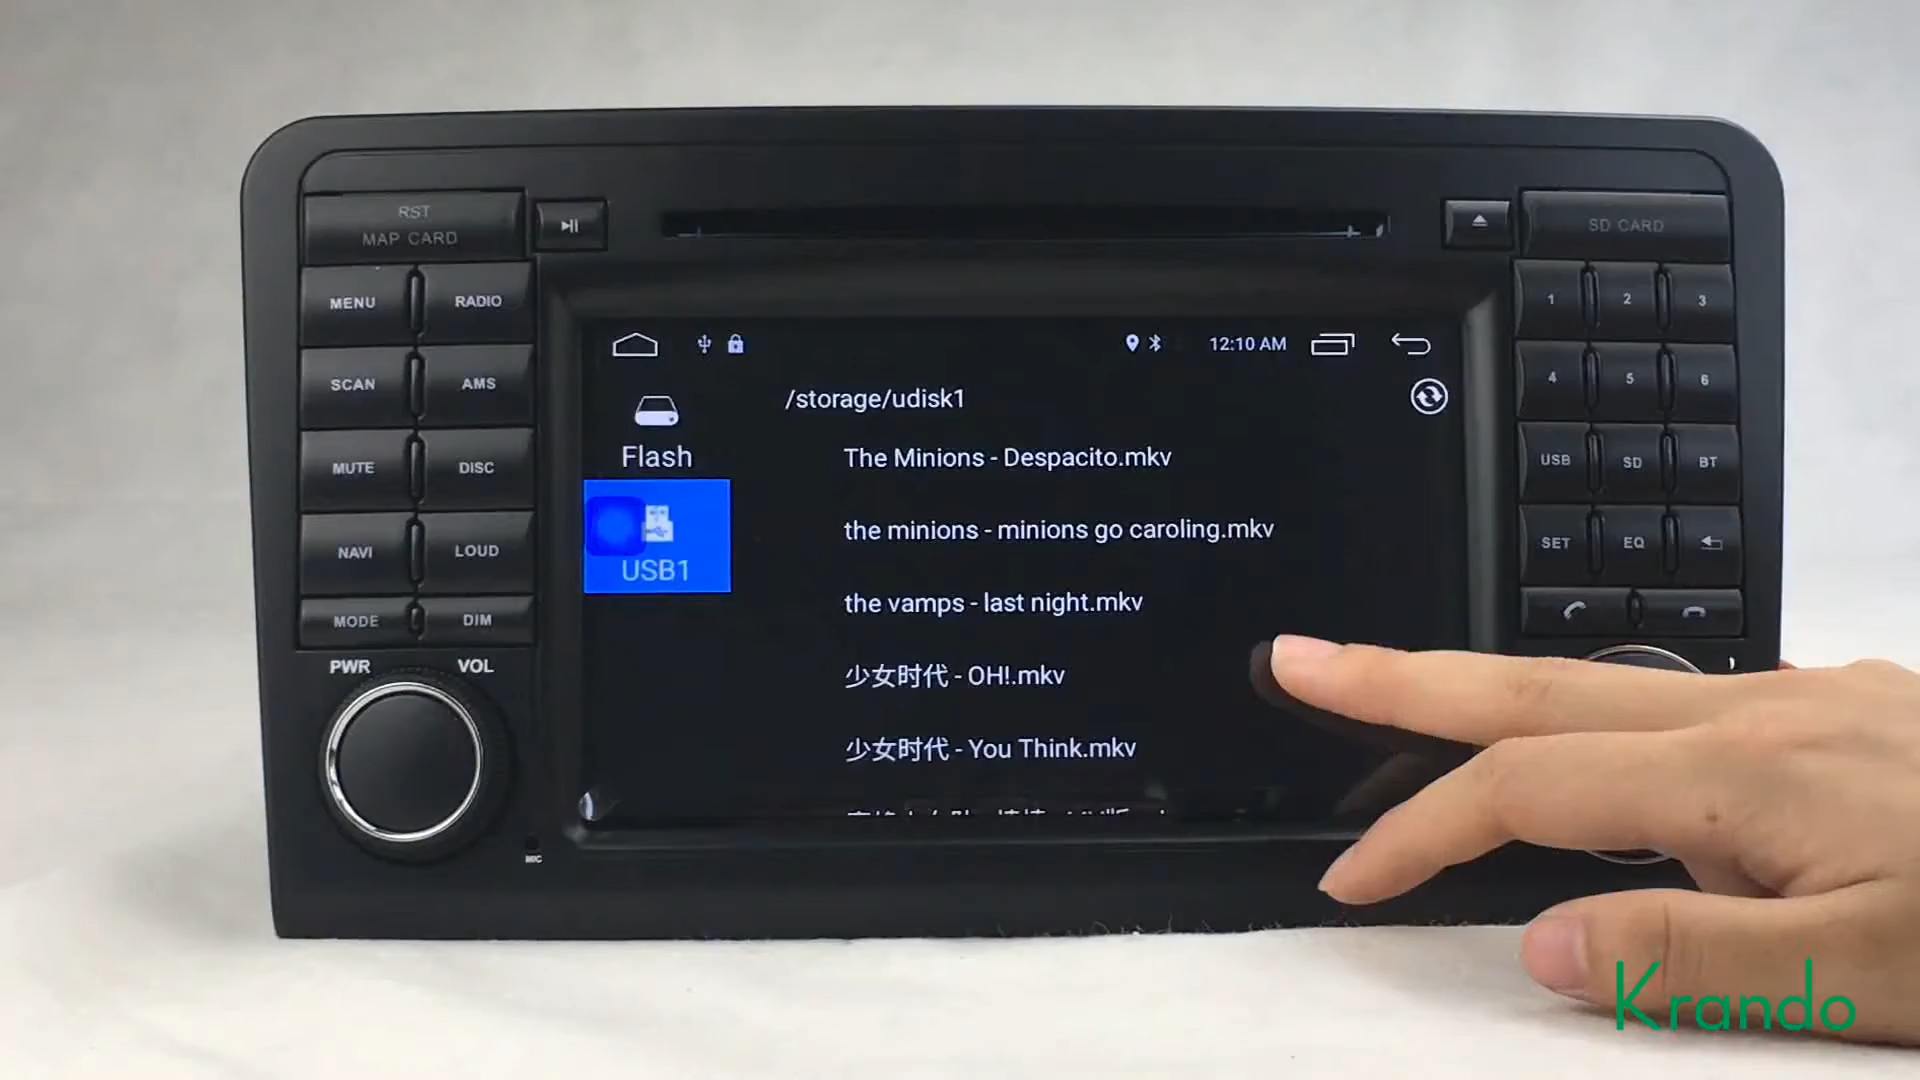 RST
MAP CARD
SD CARD
MENU
RADIO
1
2
3
12:10 AM
SCAN
AMS
/storage/udisk1
4
5
6
Flash
The Minions - Despacito.mkv
MUTE
DISC
USB
SD
BT
the minions - minions go caroling.mkv
USB1
NAVI
LOUD
SET
EQ
the vamps - last night.mkv
MODE
DIM
PWR
VOL
少女时代 - OH!.mkv
少女时代 - You Think.mkv
MIC
Krando